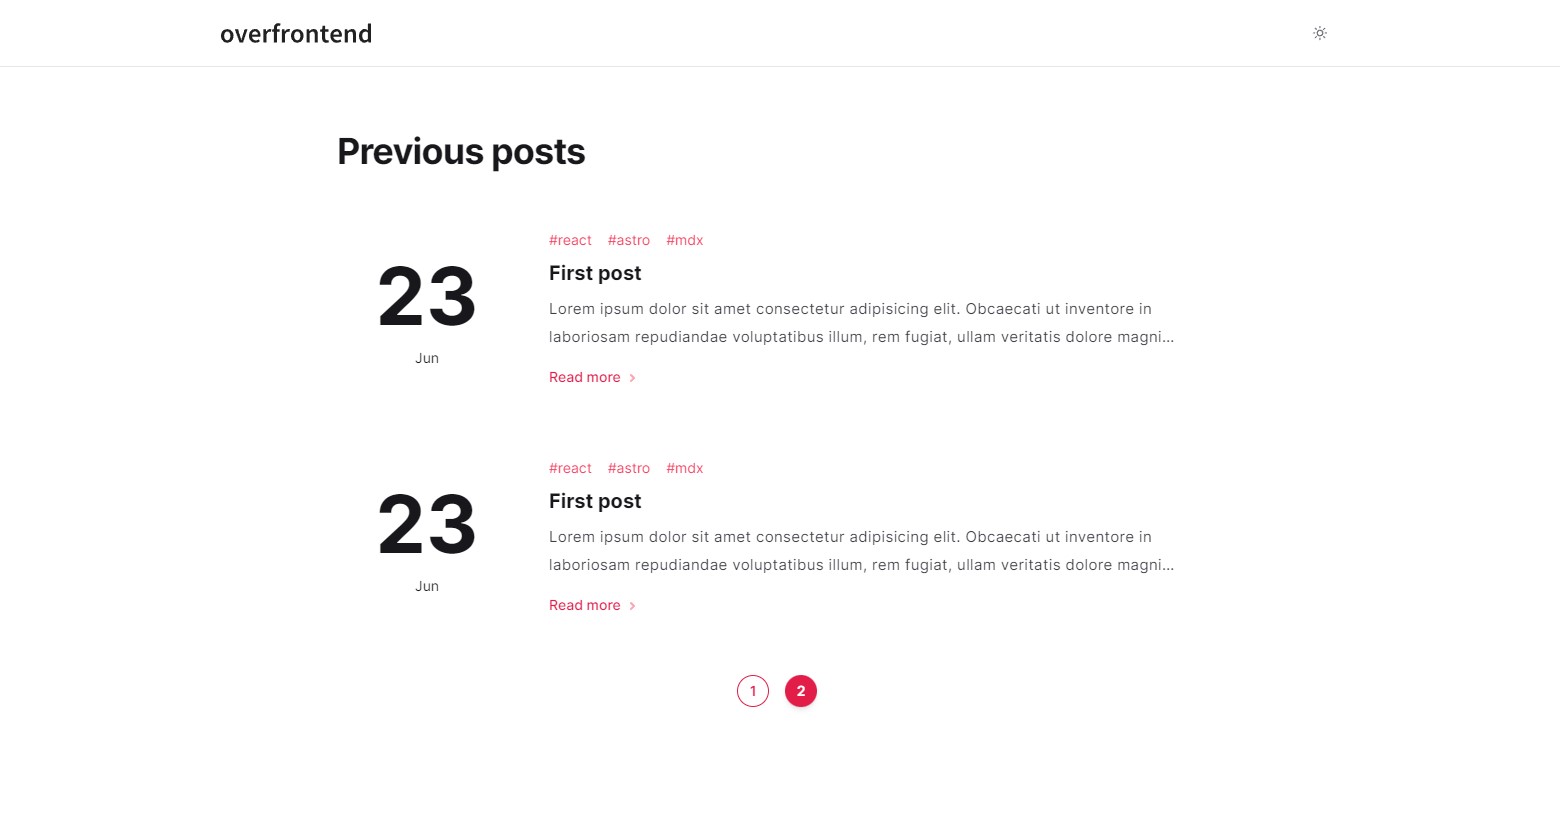 overfrontend
Previous posts
23
Jun
#react #astro #mdx
First post
Lorem ipsum dolor sit amet consectetur adipisicing elit. Obcaecati ut inventore in
laboriosam repudiandae voluptatibus illum, rem fugiat, ullam veritatis dolore magni...
Read more
23
Jun
#react #astro #mdx
First post
Lorem ipsum dolor sit amet consectetur adipisicing elit. Obcaecati ut inventore in
laboriosam repudiandae voluptatibus illum, rem fugiat, ullam veritatis dolore magni...
Read more
1 2